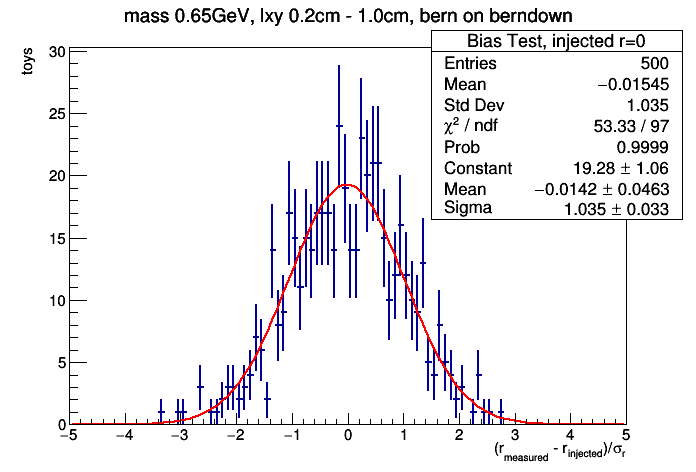 mass 0.65GeV, lxy 0.2cm - 1.0cm, bern on berndown
Bias Test, injected r=0
Entries 500
Mean −0.01545
Std Dev 1.035
χ² / ndf 53.33 / 97
Prob 0.9999
Constant 19.28 ± 1.06
Mean −0.0142 ± 0.0463
Sigma 1.035 ± 0.033
toys
30
25
20
15
10
5
0
−5 −4 −3 −2 −1 0 1 2 3 4 5
(r_measured - r_injected)/σ_r